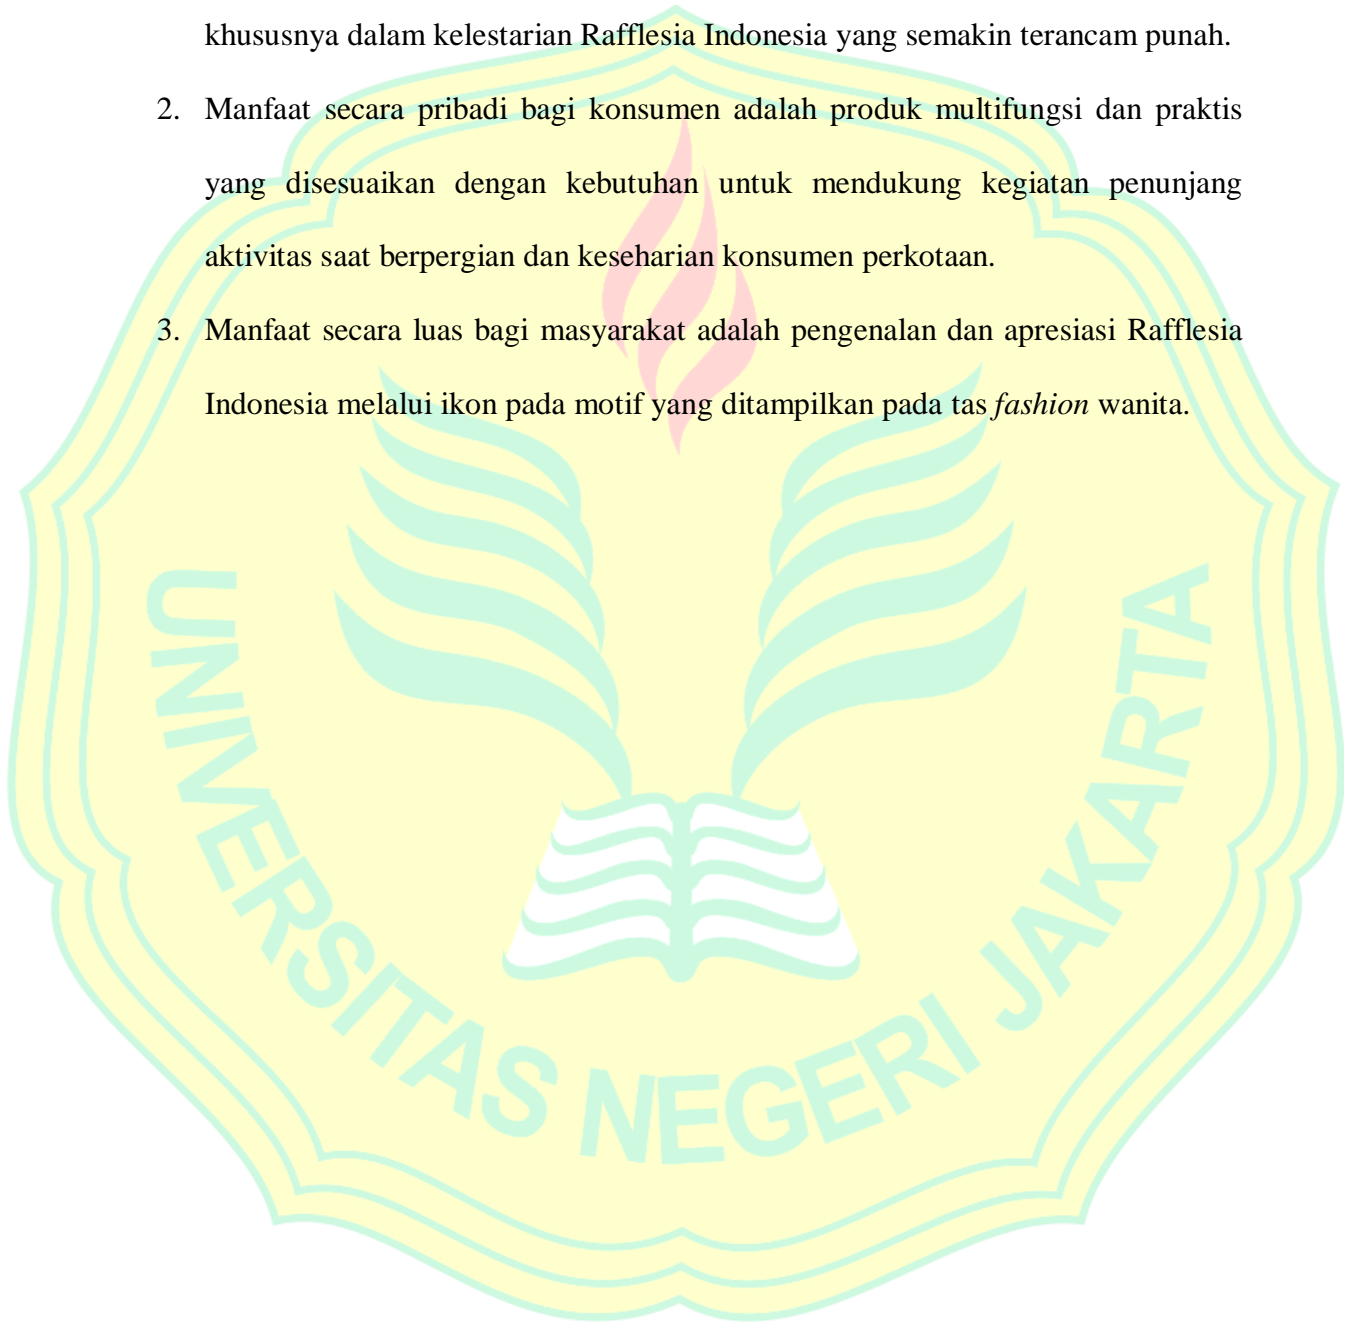 khususnya dalam kelestarian Rafflesia Indonesia yang semakin terancam punah.
2. Manfaat secara pribadi bagi konsumen adalah produk multifungsi dan praktis
yang disesuaikan dengan kebutuhan untuk mendukung kegiatan penunjang
aktivitas saat berpergian dan keseharian konsumen perkotaan.
3. Manfaat secara luas bagi masyarakat adalah pengenalan dan apresiasi Rafflesia
Indonesia melalui ikon pada motif yang ditampilkan pada tas fashion wanita.
UNIVERSITAS NEGERI JAKARTA